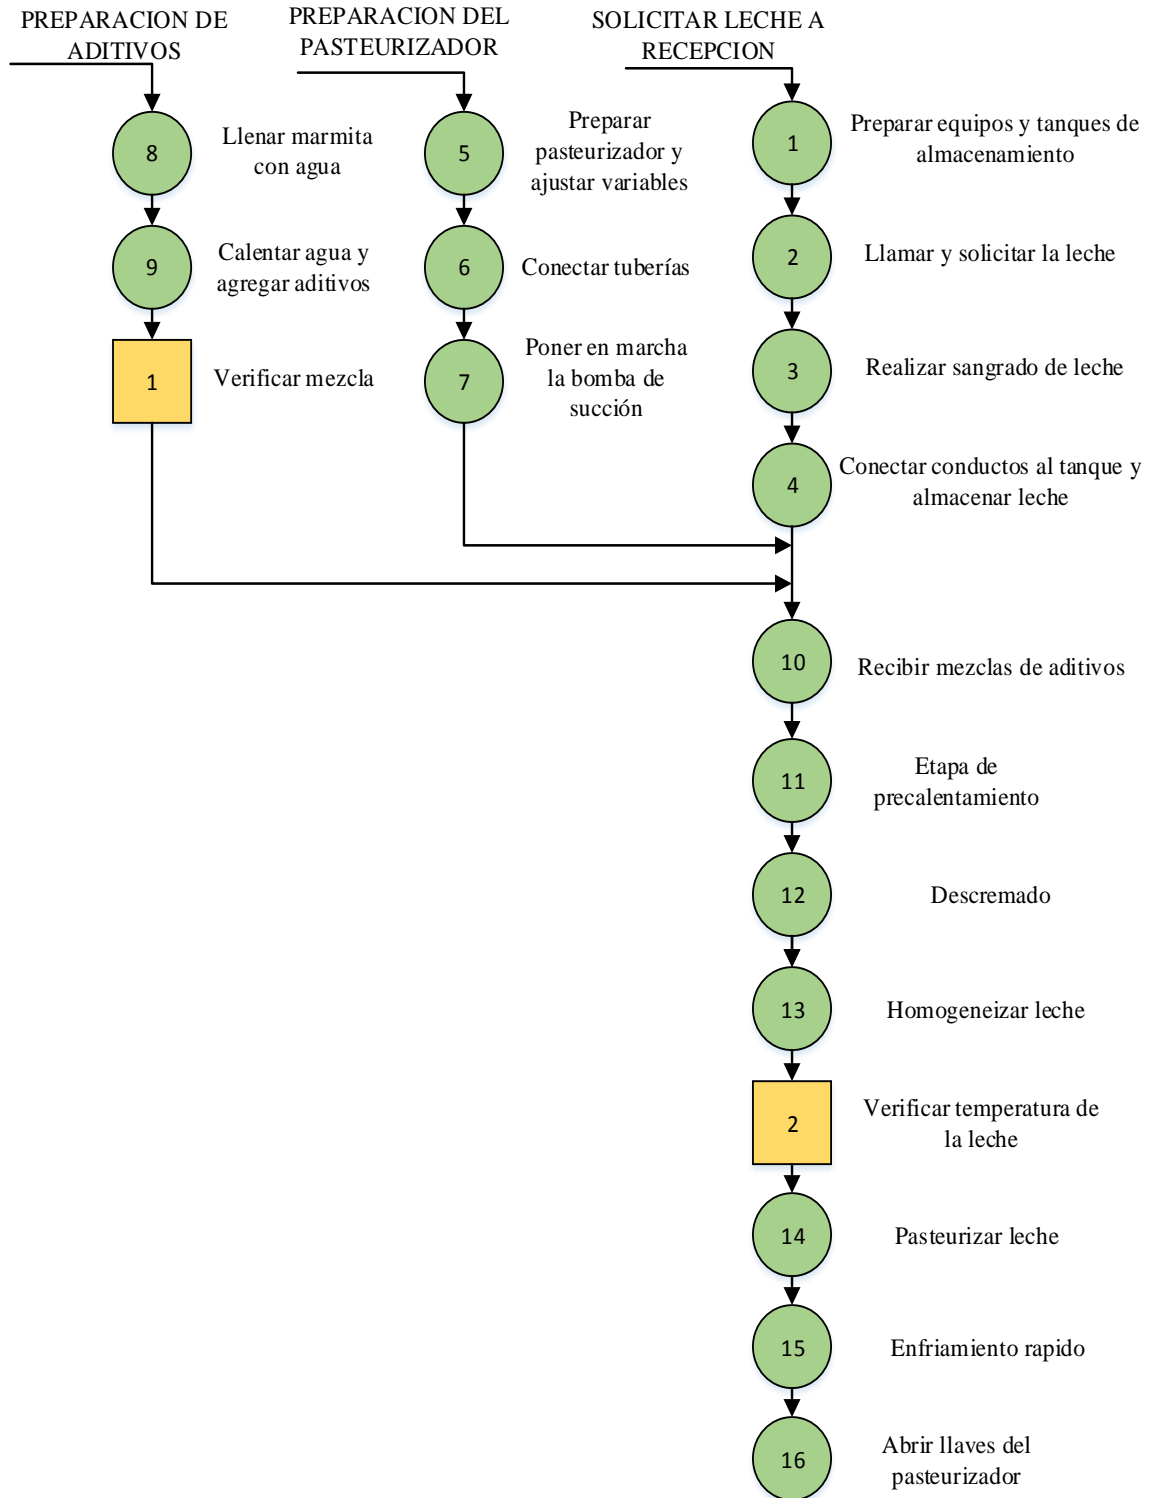 PREPARACION DE
ADITIVOS
PREPARACION DEL
PASTEURIZADOR
SOLICITAR LECHE A
RECEPCION
8
Llenar marmita
con agua
9
Calentar agua y
agregar aditivos
1
Verificar mezcla
5
Preparar
pasteurizador y
ajustar variables
6
Conectar tuberías
7
Poner en marcha
la bomba de
succión
1
Preparar equipos y tanques de
almacenamiento
2
Llamar y solicitar la leche
3
Realizar sangrado de leche
4
Conectar conductos al tanque y
almacenar leche
10
Recibir mezclas de aditivos
11
Etapa de
precalentamiento
12
Descremado
13
Homogeneizar leche
2
Verificar temperatura de
la leche
14
Pasteurizar leche
15
Enfriamiento rapido
16
Abrir llaves del
pasteurizador